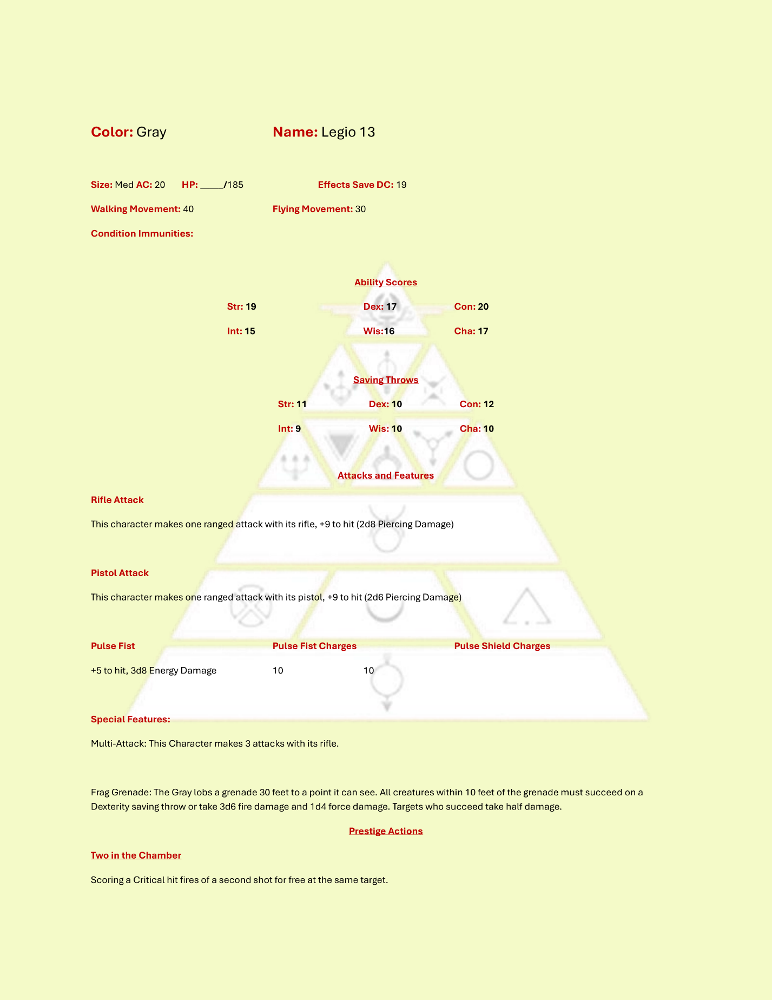 Color: Gray Name: Legio 13
Size: Med AC: 20 HP: _____/185 Effects Save DC: 19
Walking Movement: 40 Flying Movement: 30
Condition Immunities:
Ability Scores
Str: 19 Dex: 17 Con: 20
Int: 15 Wis:16 Cha: 17
Saving Throws
Str: 11 Dex: 10 Con: 12
Int: 9 Wis: 10 Cha: 10
Attacks and Features
Rifle Attack
This character makes one ranged attack with its rifle, +9 to hit (2d8 Piercing Damage)
Pistol Attack
This character makes one ranged attack with its pistol, +9 to hit (2d6 Piercing Damage)
Pulse Fist Pulse Fist Charges Pulse Shield Charges
+5 to hit, 3d8 Energy Damage 10 10
Special Features:
Multi-Attack: This Character makes 3 attacks with its rifle.
Frag Grenade: The Gray lobs a grenade 30 feet to a point it can see. All creatures within 10 feet of the grenade must succeed on a
Dexterity saving throw or take 3d6 fire damage and 1d4 force damage. Targets who succeed take half damage.
Prestige Actions
Two in the Chamber
Scoring a Critical hit fires of a second shot for free at the same target.